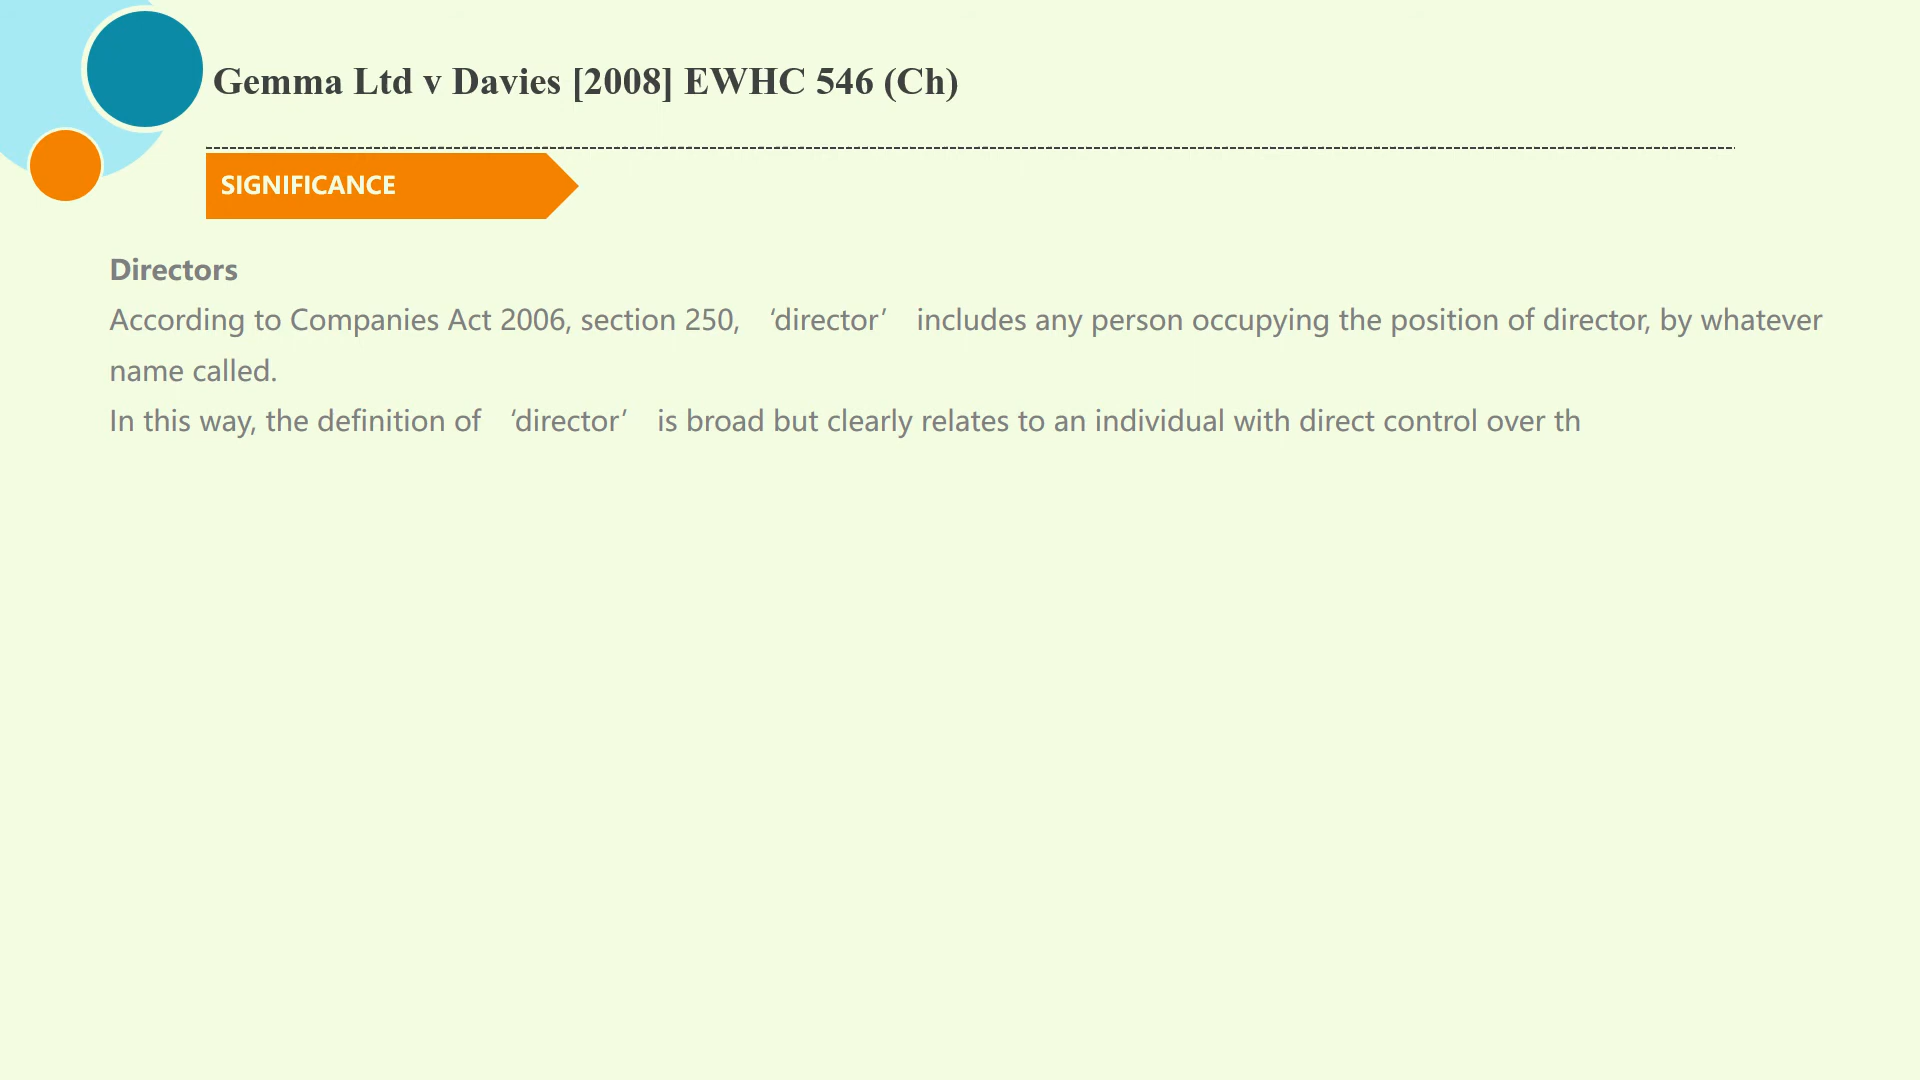 Gemma Ltd v Davies [2008] EWHC 546 (Ch)
SIGNIFICANCE
Directors
According to Companies Act 2006, section 250, ‘director’ includes any person occupying the position of director, by whatever
name called.
In this way, the definition of ‘director’ is broad but clearly relates to an individual with direct control over th